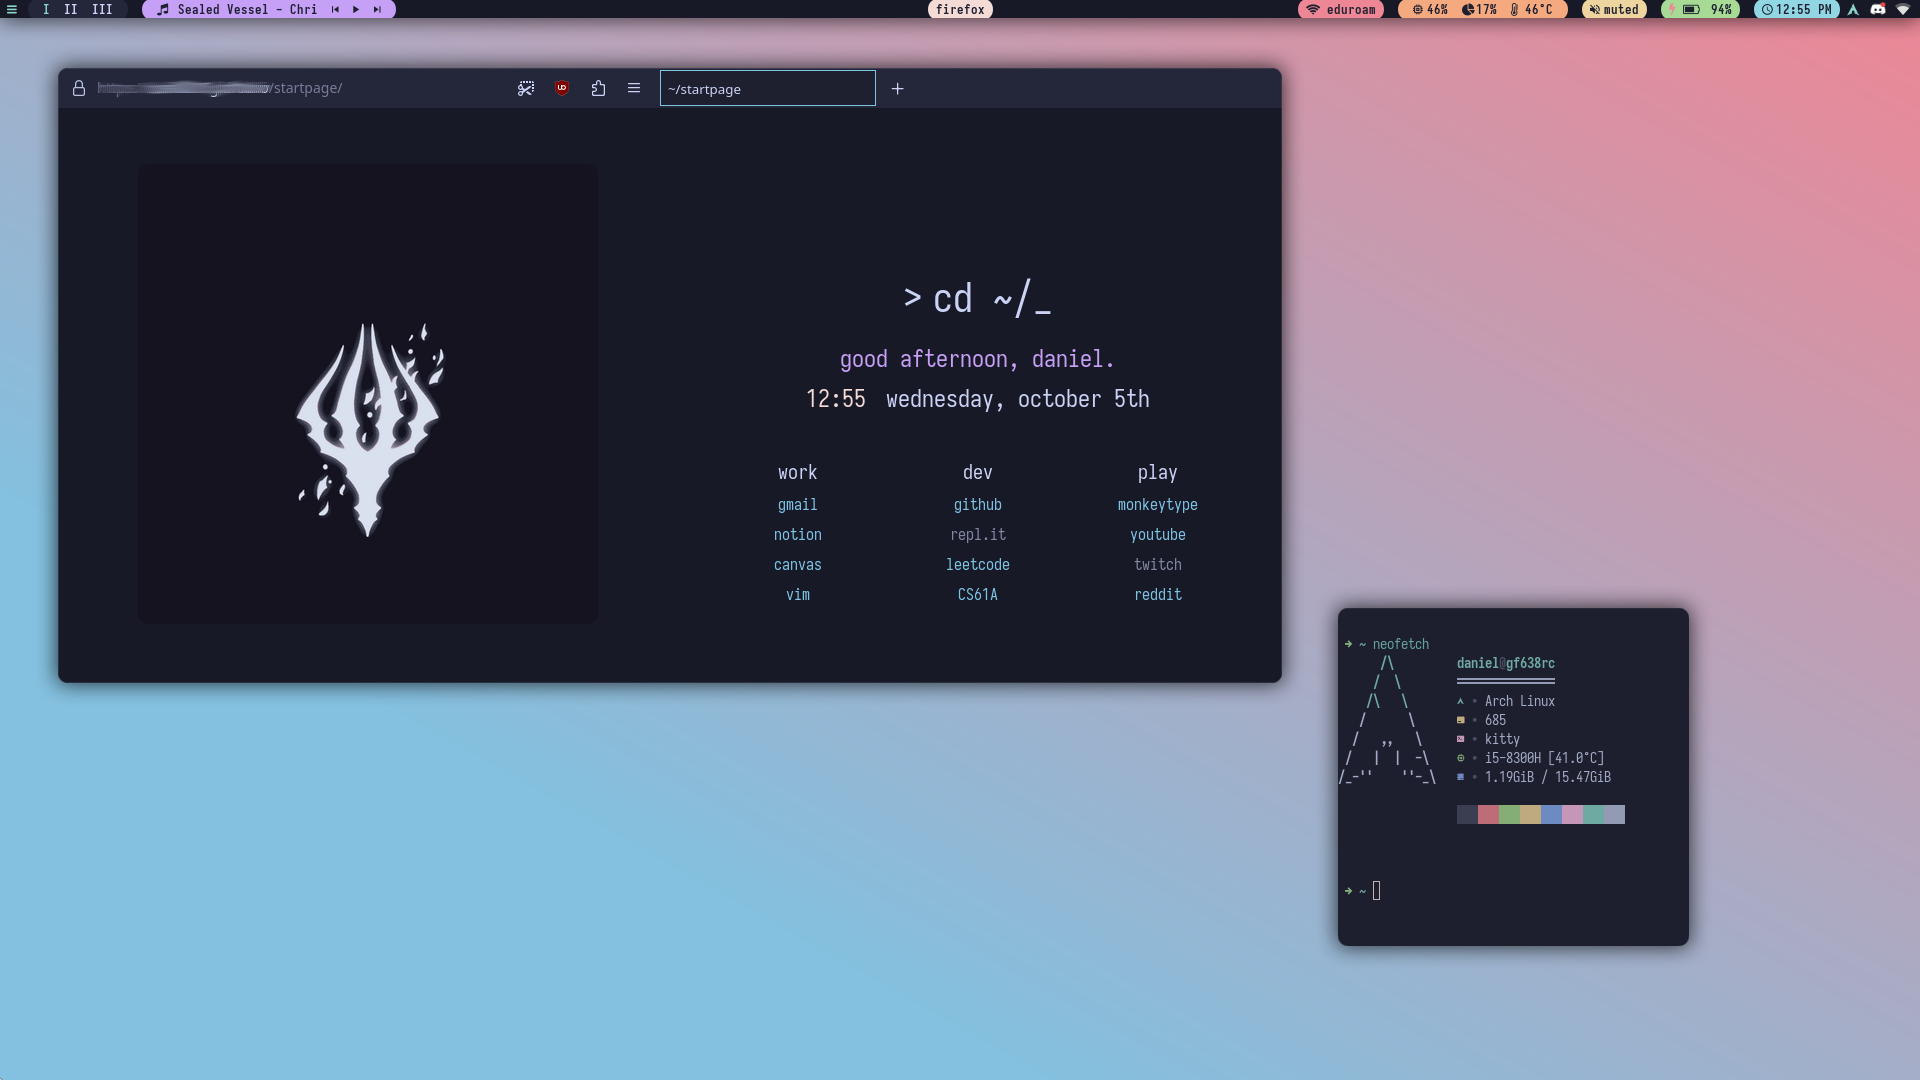 I II III Sealed Vessel - Chri firefox eduroam 46% 17% 46°C muted 94% 12:55 PM
/startpage/ ~/startpage
> cd ~/_
good afternoon, daniel.
12:55 wednesday, october 5th
work dev play
gmail github monkeytype
notion repl.it youtube
canvas leetcode twitch
vim CS61A reddit
~ neofetch
daniel@gf638rc
Arch Linux
685
kitty
i5-8300H [41.0°C]
1.19GiB / 15.47GiB
~